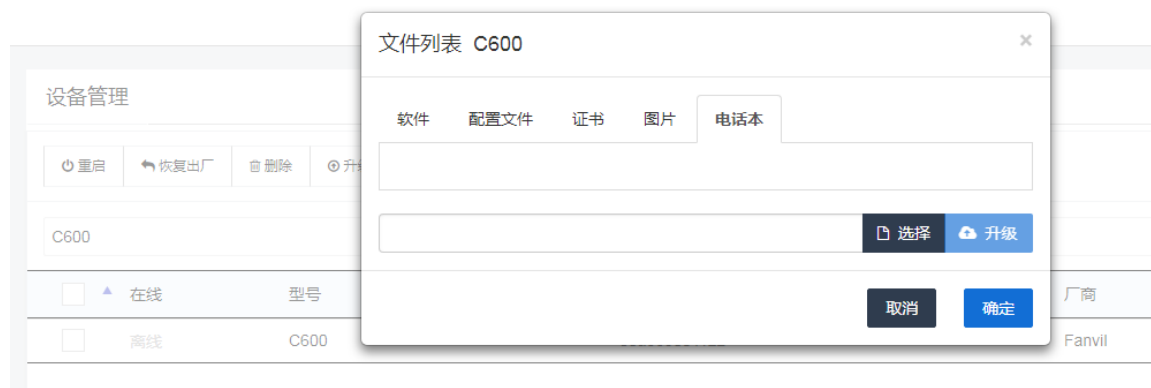 文件列表 C600
×
设备管理
软件 配置文件 证书 图片 电话本
重启 恢复出厂 删除
C600
选择 升级
在线 型号 厂商
取消 确定
离线 C600 Fanvil